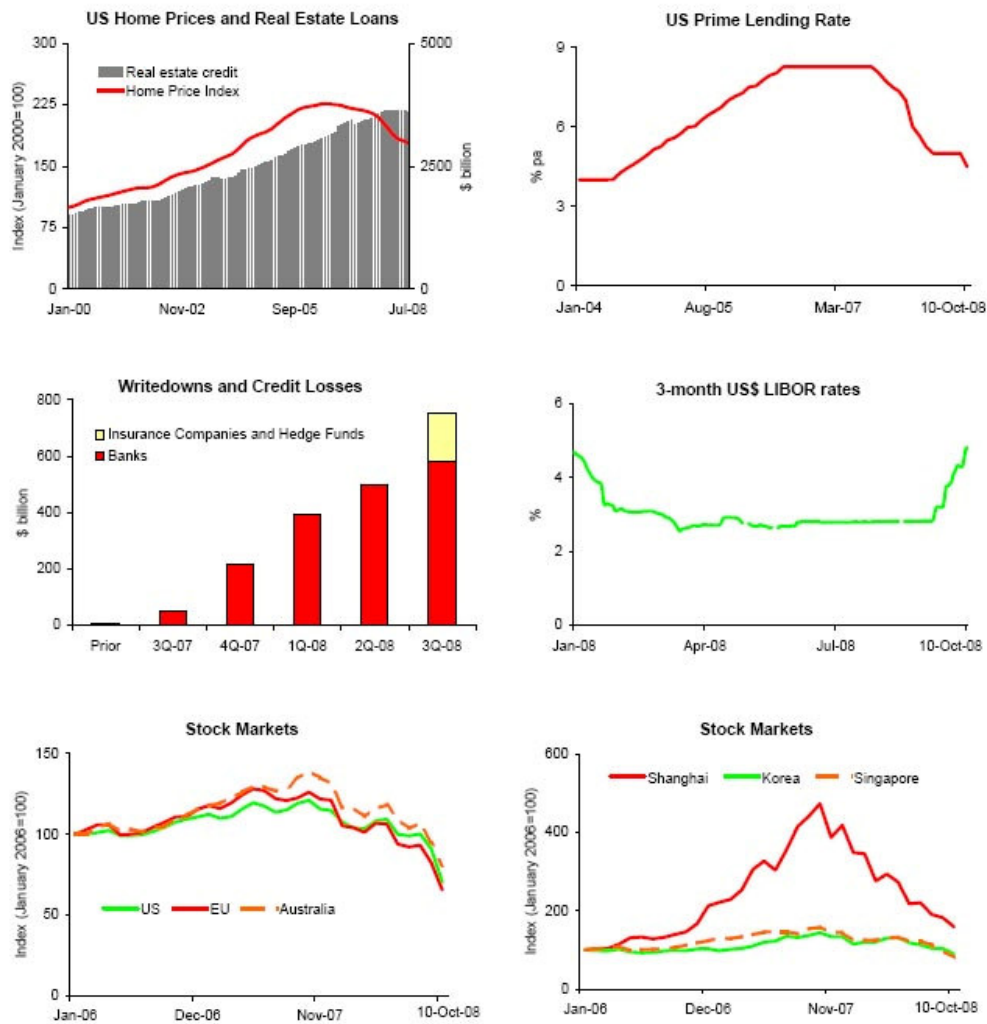 US Home Prices and Real Estate Loans
300
225
150
75
0
Index (January 2000=100)
5000
2500
0
$ billion
Real estate credit
Home Price Index
Jan-00
Nov-02
Sep-05
Jul-08
US Prime Lending Rate
9
6
3
0
% pa
Jan-04
Aug-05
Mar-07
10-Oct-08
Writedowns and Credit Losses
800
600
400
200
0
$ billion
Insurance Companies and Hedge Funds
Banks
Prior
3Q-07
4Q-07
1Q-08
2Q-08
3Q-08
3-month US$ LIBOR rates
6
4
2
0
%
Jan-08
Apr-08
Jul-08
10-Oct-08
Stock Markets
150
100
50
0
Index (January 2006=100)
US
EU
Australia
Jan-06
Dec-06
Nov-07
10-Oct-08
Stock Markets
600
400
200
0
Index (January 2006=100)
Shanghai
Korea
Singapore
Jan-06
Dec-06
Nov-07
10-Oct-08